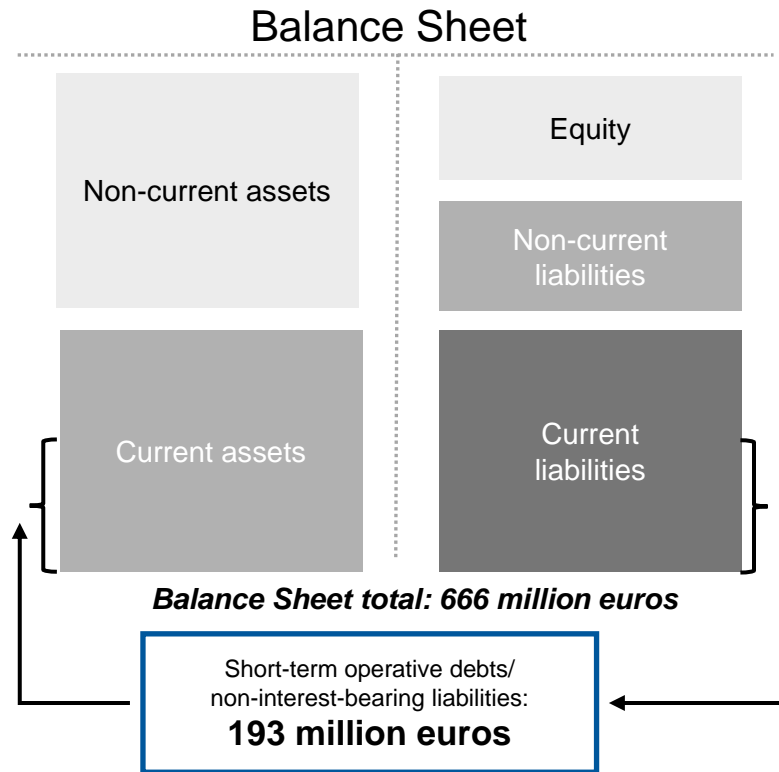 Balance Sheet
Non-current assets
Equity
Non-current
liabilities
Current assets
Current
liabilities
Balance Sheet total: 666 million euros
Short-term operative debts/
non-interest-bearing liabilities:
193 million euros